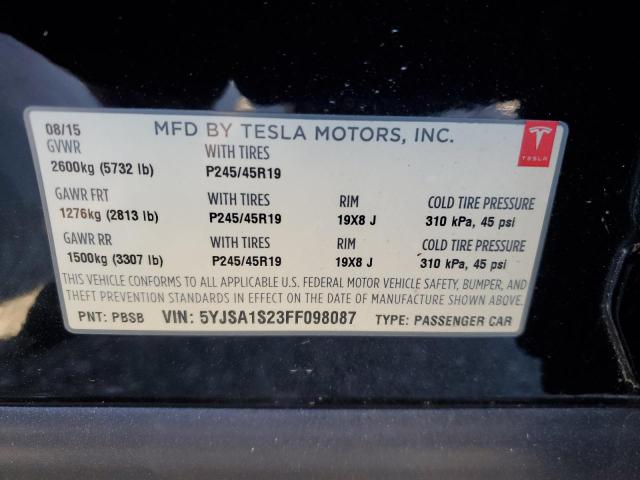 08/15 MFD BY TESLA MOTORS, INC.
GVWR WITH TIRES
2600kg (5732 lb) P245/45R19
TESLA
GAWR FRT WITH TIRES RIM COLD TIRE PRESSURE
1276kg (2813 lb) P245/45R19 19X8 J 310 kPa, 45 psi
GAWR RR WITH TIRES RIM COLD TIRE PRESSURE
1500kg (3307 lb) P245/45R19 19X8 J 310 kPa, 45 psi
THIS VEHICLE CONFORMS TO ALL APPLICABLE U.S. FEDERAL MOTOR VEHICLE SAFETY, BUMPER, AND
THEFT PREVENTION STANDARDS IN EFFECT ON THE DATE OF MANUFACTURE SHOWN ABOVE.
PNT: PBSB VIN: 5YJSA1S23FF098087 TYPE: PASSENGER CAR